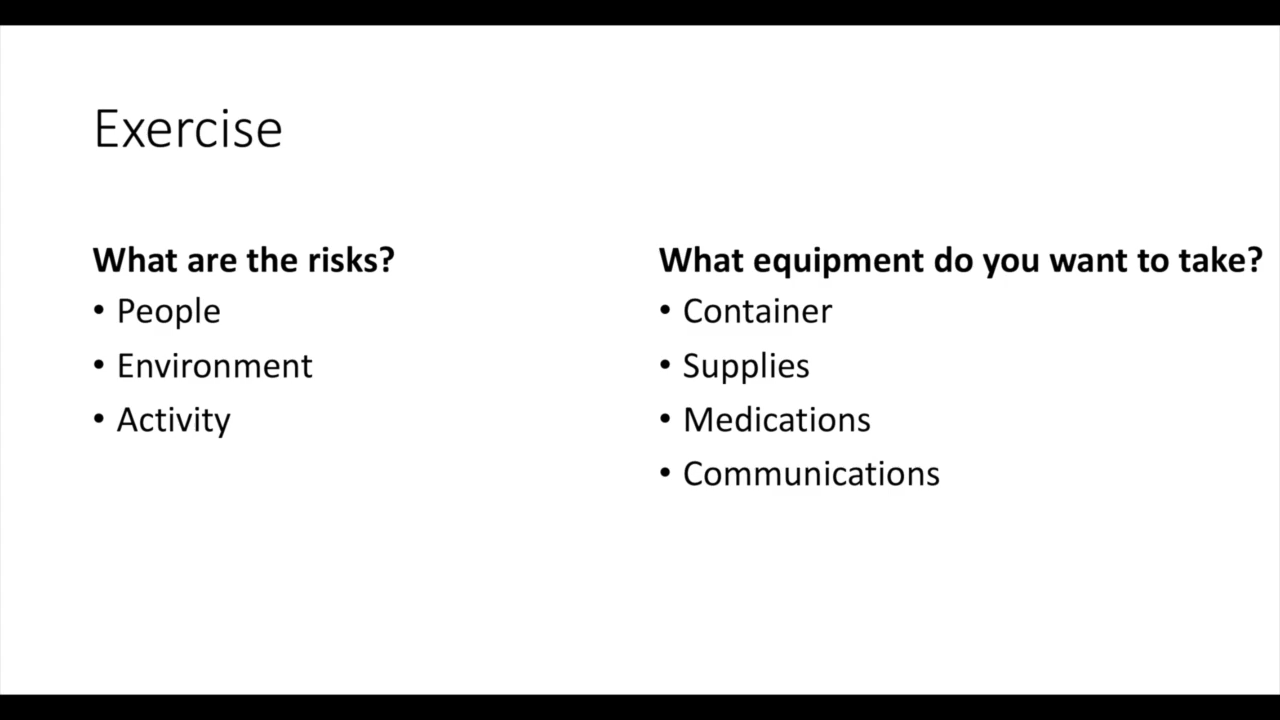 Exercise
What are the risks?
• People
• Environment
• Activity
What equipment do you want to take?
• Container
• Supplies
• Medications
• Communications